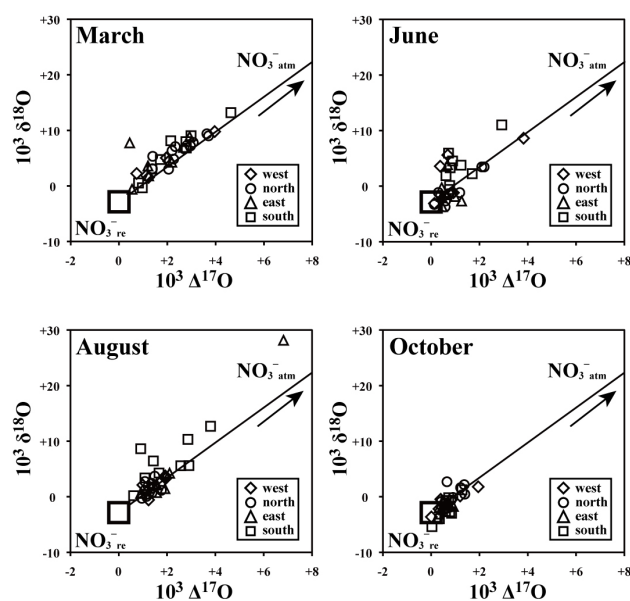 March
10³ δ¹⁸O
+30
+20
+10
-0
-10
NO₃⁻atm
NO₃⁻re
west
north
east
south
-2
0
+2
+4
+6
+8
10³ Δ¹⁷O
June
10³ δ¹⁸O
+30
+20
+10
-0
-10
NO₃⁻atm
NO₃⁻re
west
north
east
south
-2
0
+2
+4
+6
+8
10³ Δ¹⁷O
August
10³ δ¹⁸O
+30
+20
+10
-0
-10
NO₃⁻atm
NO₃⁻re
west
north
east
south
-2
0
+2
+4
+6
+8
10³ Δ¹⁷O
October
10³ δ¹⁸O
+30
+20
+10
-0
-10
NO₃⁻atm
NO₃⁻re
west
north
east
south
-2
0
+2
+4
+6
+8
10³ Δ¹⁷O